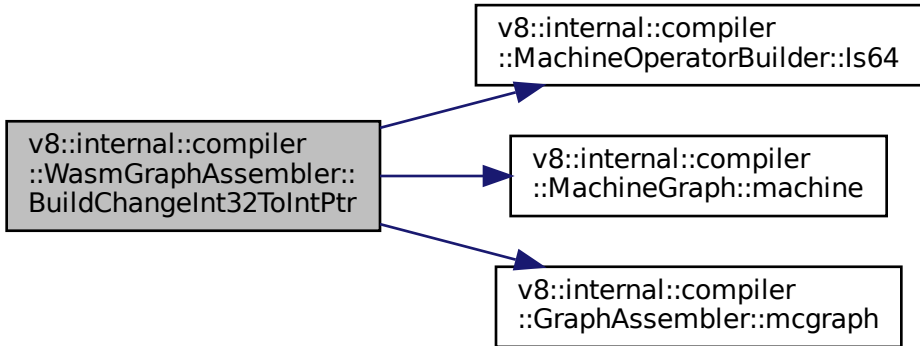 v8::internal::compiler
::MachineOperatorBuilder::Is64
v8::internal::compiler
::WasmGraphAssembler::
BuildChangeInt32ToIntPtr
v8::internal::compiler
::MachineGraph::machine
v8::internal::compiler
::GraphAssembler::mcgraph